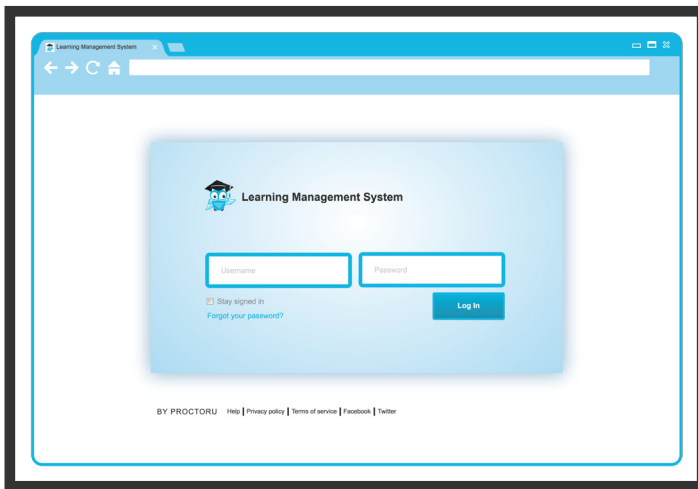 Learning Management System
Learning Management System
Username Password
Stay signed in
Forgot your password?
Log In
BY PROCTORU Help | Privacy policy | Terms of service | Facebook | Twitter